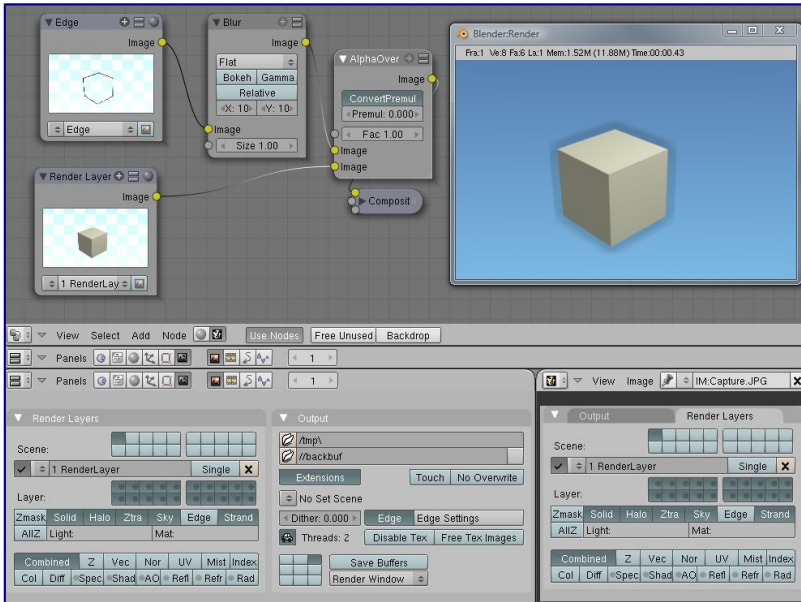 Edge
Image
Edge
Blur
Image
Flat
Bokeh Gamma
Relative
X: 10 Y: 10
Image
Size 1.00
AlphaOver
Image
ConvertPremul
Premul: 0.000
Fac 1.00
Image
Image
Composit
Render Layer
Image
1 RenderLay
Blender:Render
Fra:1 Ve:8 Fa:6 La:1 Mem:1.52M (11.88M) Time:00:00.43
View Select Add Node Use Nodes Free Unused Backdrop
Panels 1
Panels 1
View Image IM:Capture.JPG X
Render Layers
Scene:
1 RenderLayer Single X
Layer:
Zmask Solid Halo Ztra Sky Edge Strand
AllZ Light: Mat:
Combined Z Vec Nor UV Mist Index
Col Diff Spec Shad AO Refl Refr Rad
Output
/tmp\
//backbuf
Extensions Touch No Overwrite
No Set Scene
Dither: 0.000 Edge Edge Settings
Threads: 2 Disable Tex Free Tex Images
Save Buffers
Render Window
Output Render Layers
Scene:
1 RenderLayer Single X
Layer:
Zmask Solid Halo Ztra Sky Edge Strand
AllZ Light: Mat:
Combined Z Vec Nor UV Mist Index
Col Diff Spec Shad AO Refl Refr Rad